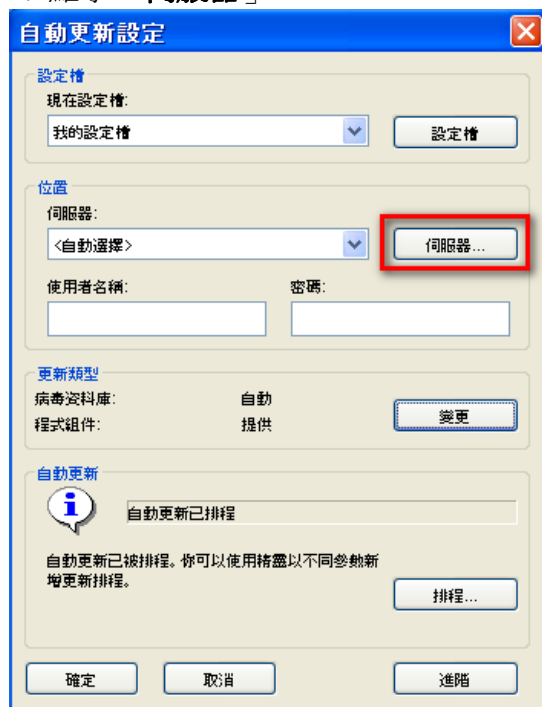 伺服器」
自動更新設定
設定檔
現在設定檔:
我的設定檔
設定檔
位置
伺服器:
<自動選擇>
伺服器...
使用者名稱:
密碼:
更新類型
病毒資料庫:
自動
程式組件:
提供
變更
自動更新
自動更新已排程
自動更新已被排程。你可以使用精靈以不同參數新
增更新排程。
排程...
確定
取消
進階